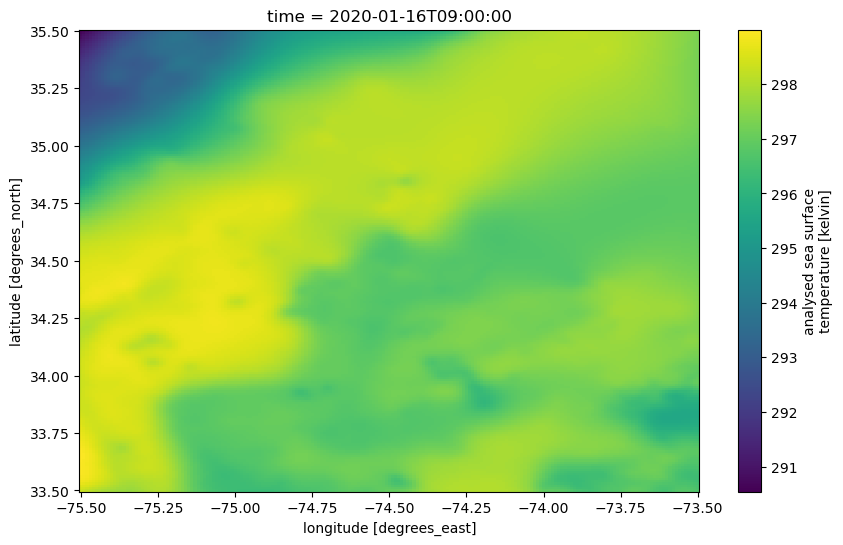 time = 2020-01-16T09:00:00
35.50
35.25
35.00
34.75
34.50
34.25
34.00
33.75
33.50
latitude [degrees_north]
−75.50 −75.25 −75.00 −74.75 −74.50 −74.25 −74.00 −73.75 −73.50
longitude [degrees_east]
298
297
296
295
294
293
292
291
analysed sea surface
temperature [kelvin]